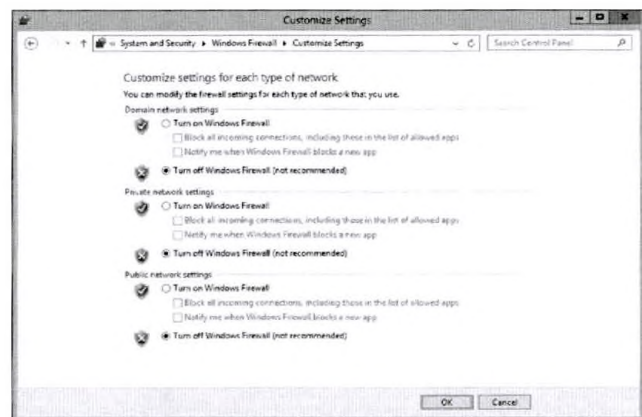 Customize Settings
« System and Security ▸ Windows Firewall ▸ Customize Settings
Search Control Panel
Customize settings for each type of network
You can modify the firewall settings for each type of network that you use.
Domain network settings
Turn on Windows Firewall
Block all incoming connections, including those in the list of allowed apps
Notify me when Windows Firewall blocks a new app
Turn off Windows Firewall (not recommended)
Private network settings
Turn on Windows Firewall
Block all incoming connections, including those in the list of allowed apps
Notify me when Windows Firewall blocks a new app
Turn off Windows Firewall (not recommended)
Public network settings
Turn on Windows Firewall
Block all incoming connections, including those in the list of allowed apps
Notify me when Windows Firewall blocks a new app
Turn off Windows Firewall (not recommended)
OK
Cancel